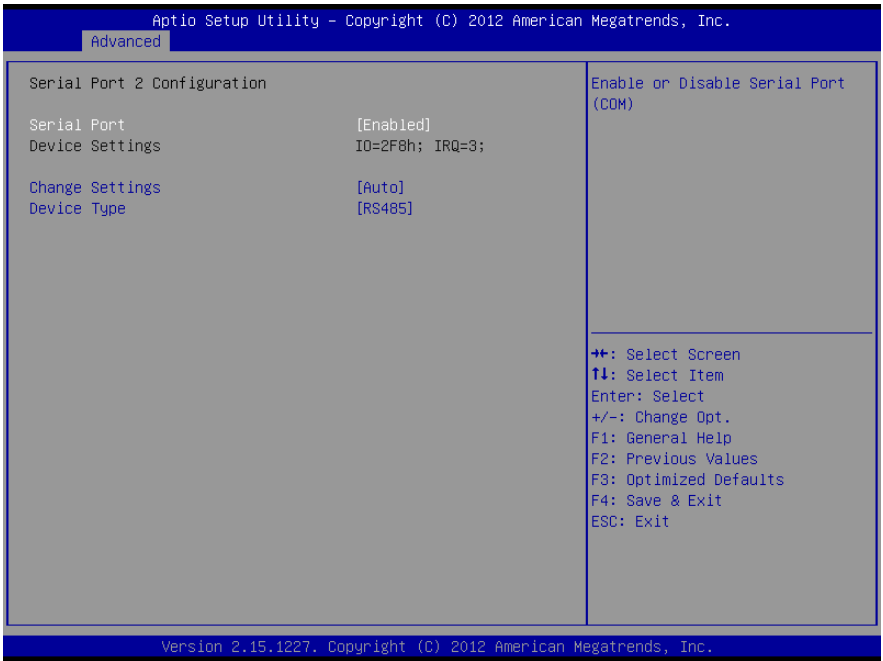 Aptio Setup Utility – Copyright (C) 2012 American Megatrends, Inc.
Advanced
Serial Port 2 Configuration
Serial Port [Enabled]
Device Settings IO=2F8h; IRQ=3;
Change Settings [Auto]
Device Type [RS485]
Enable or Disable Serial Port
(COM)
→←: Select Screen
↑↓: Select Item
Enter: Select
+/-: Change Opt.
F1: General Help
F2: Previous Values
F3: Optimized Defaults
F4: Save & Exit
ESC: Exit
Version 2.15.1227. Copyright (C) 2012 American Megatrends, Inc.